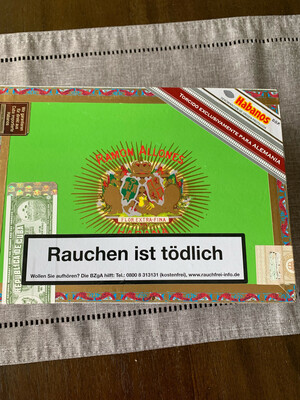 Habanos
TORCIDO EXCLUSIVAMENTE PARA ALEMANIA
RAMON ALLONES
FLOR EXTRA FINA
Rauchen ist tödlich
Wollen Sie aufhören? Die BZgA hilft: Tel.: 0800 8 313131 (kostenfrei), www.rauchfrei-info.de